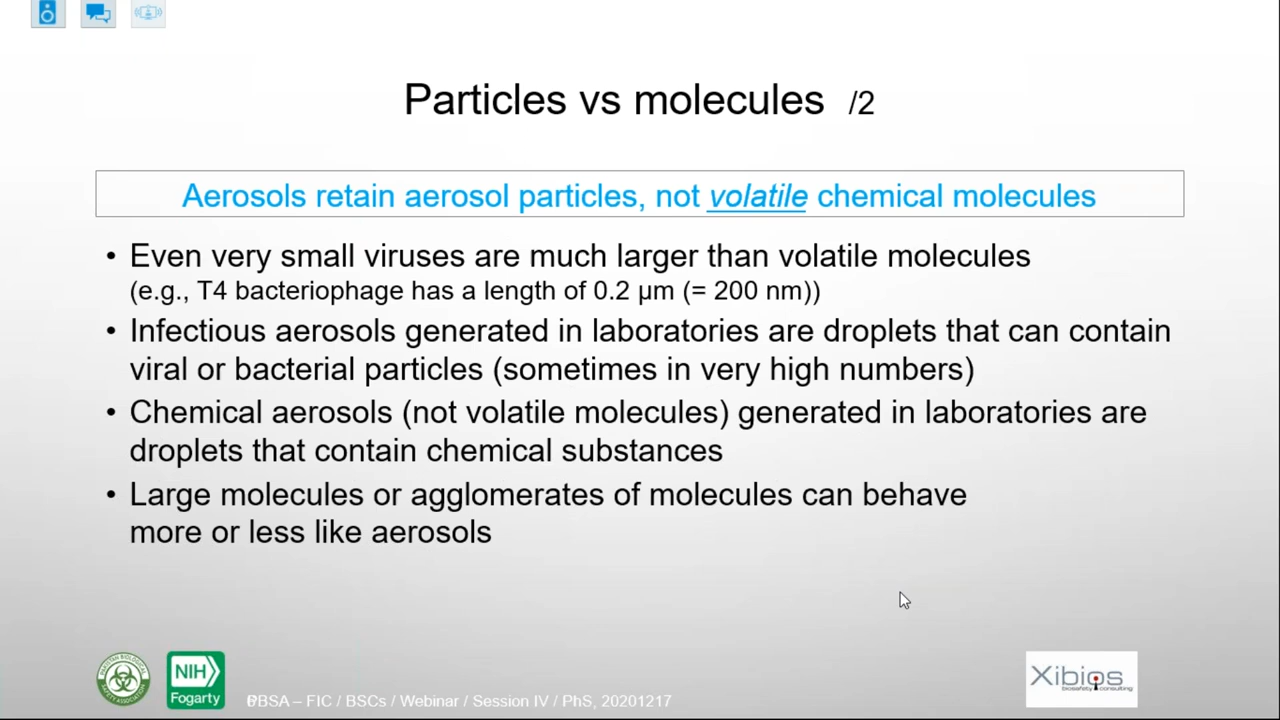 Particles vs molecules /2
Aerosols retain aerosol particles, not volatile chemical molecules
• Even very small viruses are much larger than volatile molecules
(e.g., T4 bacteriophage has a length of 0.2 µm (= 200 nm))
• Infectious aerosols generated in laboratories are droplets that can contain
viral or bacterial particles (sometimes in very high numbers)
• Chemical aerosols (not volatile molecules) generated in laboratories are
droplets that contain chemical substances
• Large molecules or agglomerates of molecules can behave
more or less like aerosols
NIH
Fogarty
PBSA – FIC / BSCs / Webinar / Session IV / PhS, 20201217
Xibios
biosafety consulting